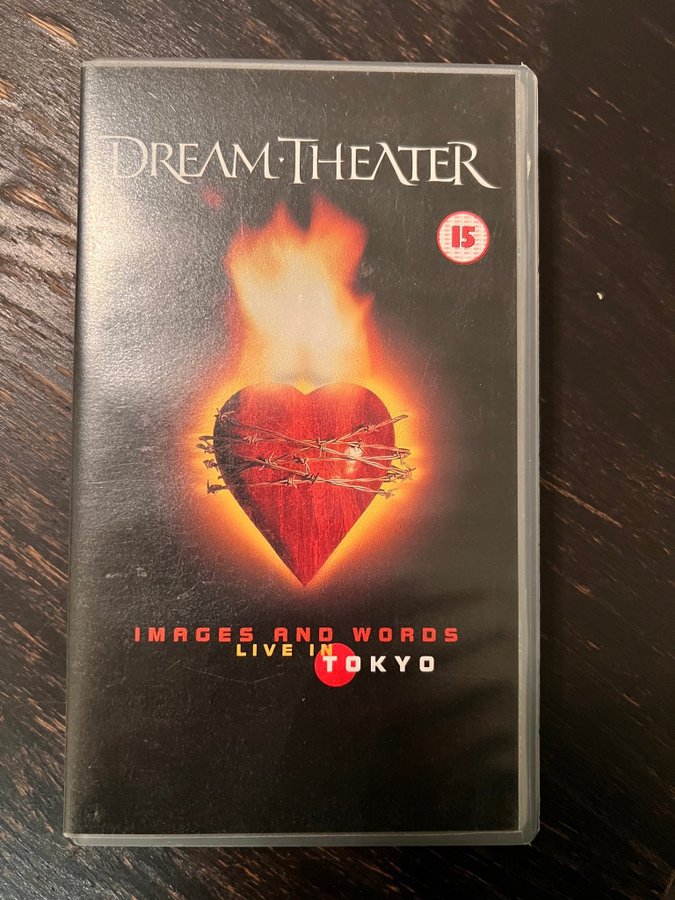 DREAM·THEATER
15
IMAGES AND WORDS
LIVE IN
TOKYO